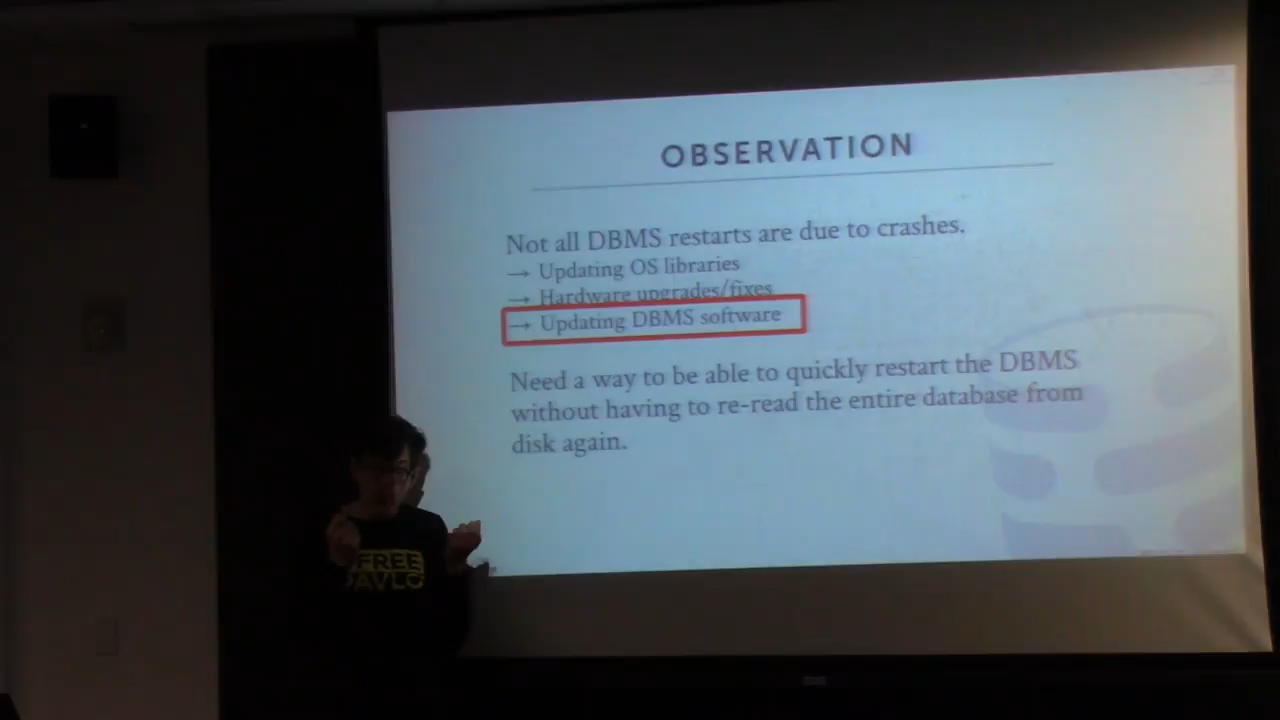 OBSERVATION
Not all DBMS restarts are due to crashes.
→ Updating OS libraries
→ Hardware upgrades/fixes
→ Updating DBMS software
Need a way to be able to quickly restart the DBMS
without having to re-read the entire database from
disk again.
FREE